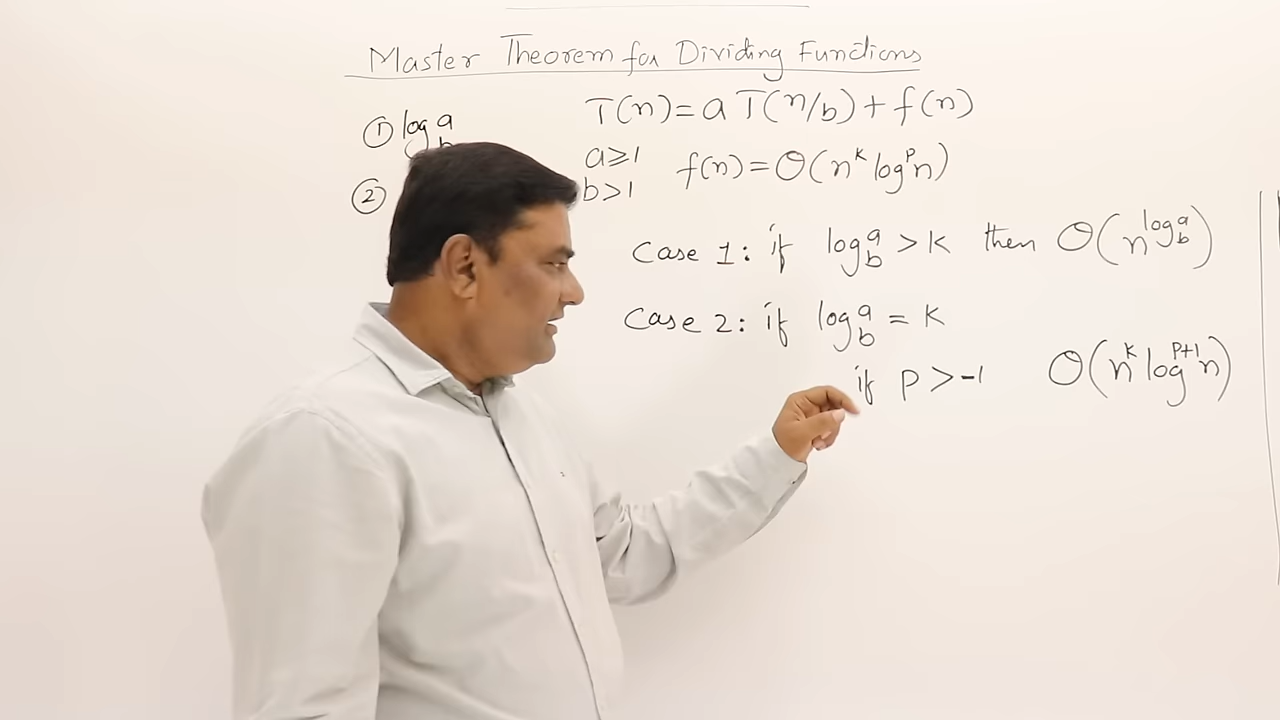 Master Theorem for Dividing Functions
① log_b^a
T(n) = a T(n/b) + f(n)
②
a ≥ 1
b > 1
f(n) = O(n^k log^p n)
Case 1: if log_b^a > k then O(n^(log_b^a))
Case 2: if log_b^a = k
if p > -1 O(n^k log^(p+1) n)